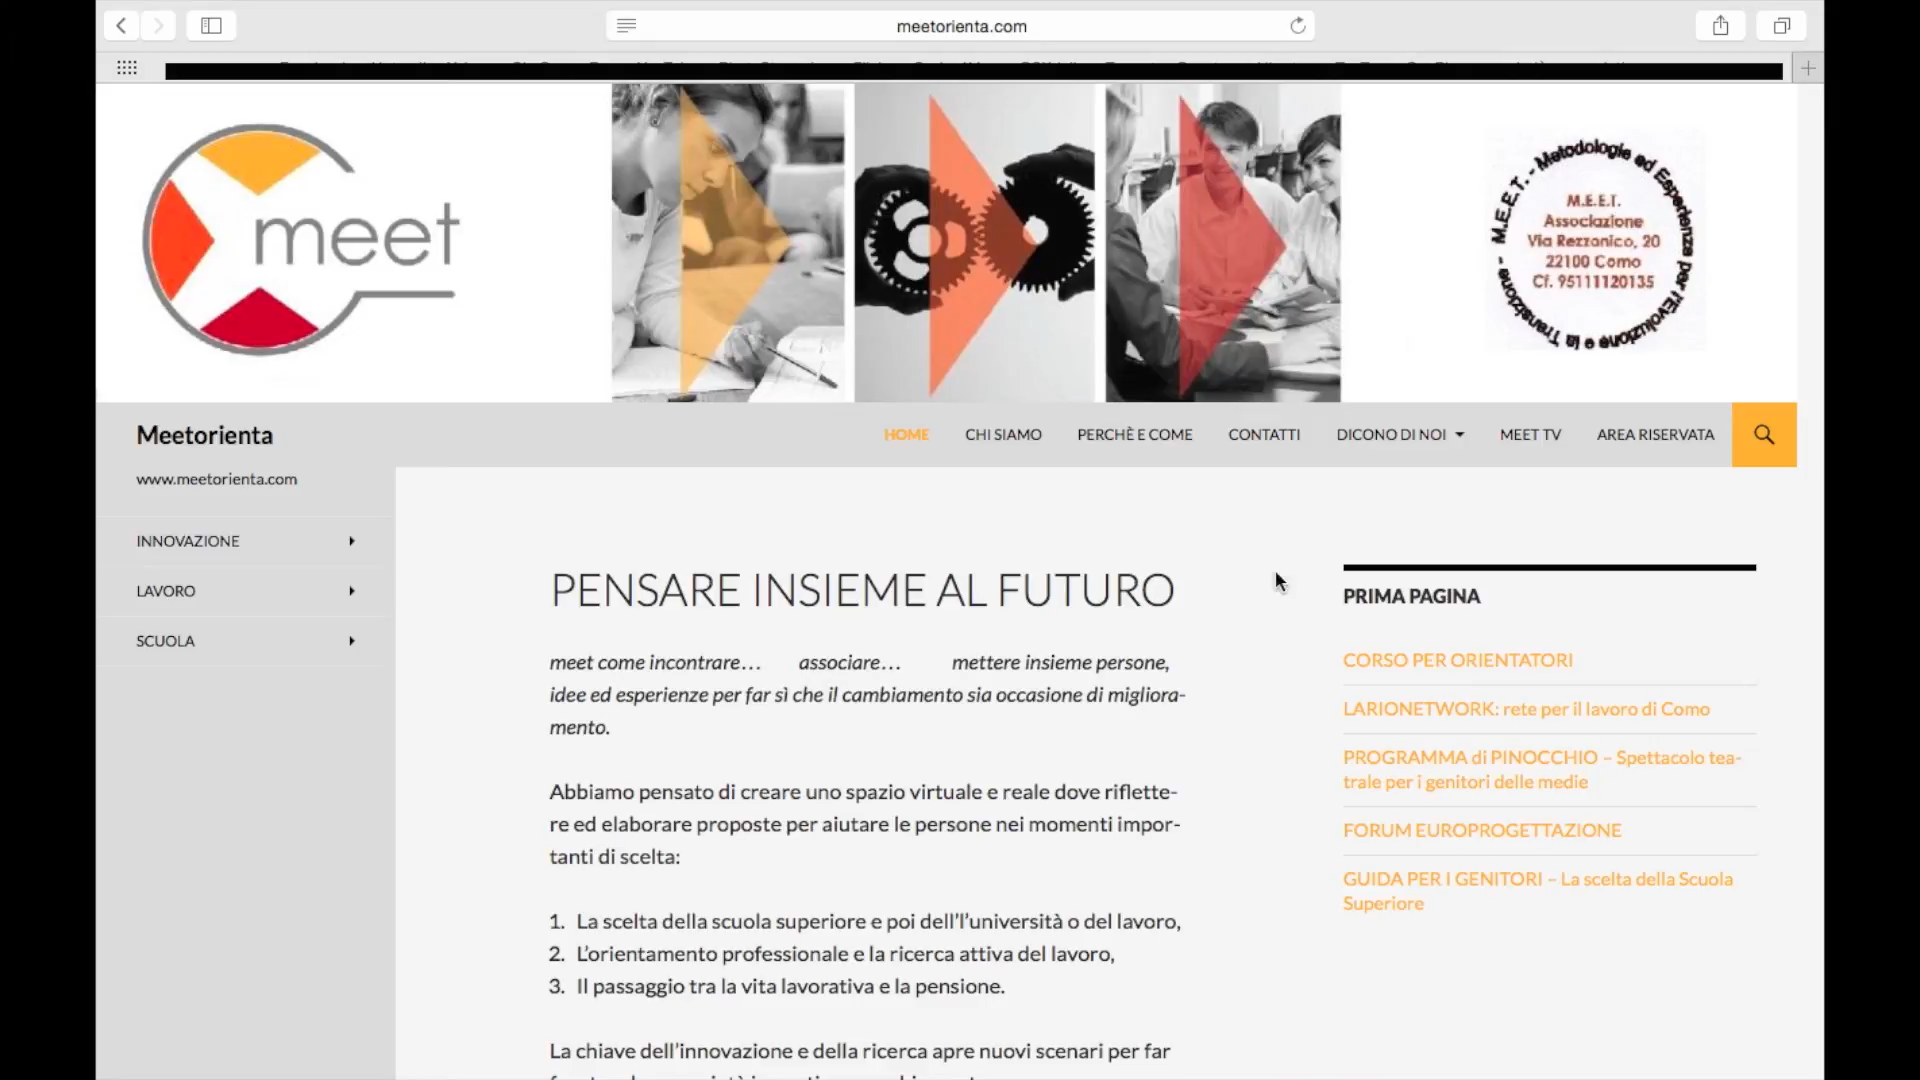 meetorienta.com
meet
M.E.E.T. - Metodologie ed Esperienza per l'Evoluzione e la Transizione -
M.E.E.T.
Associazione
Via Rezzonico, 20
22100 Como
Cf. 95111120135
Meetorienta
HOME CHI SIAMO PERCHÈ E COME CONTATTI DICONO DI NOI MEET TV AREA RISERVATA
www.meetorienta.com
INNOVAZIONE
LAVORO
SCUOLA
PENSARE INSIEME AL FUTURO
meet come incontrare… associare… mettere insieme persone,
idee ed esperienze per far sì che il cambiamento sia occasione di migliora-
mento.
Abbiamo pensato di creare uno spazio virtuale e reale dove riflette-
re ed elaborare proposte per aiutare le persone nei momenti impor-
tanti di scelta:
1. La scelta della scuola superiore e poi dell'l'università o del lavoro,
2. L'orientamento professionale e la ricerca attiva del lavoro,
3. Il passaggio tra la vita lavorativa e la pensione.
La chiave dell'innovazione e della ricerca apre nuovi scenari per far
PRIMA PAGINA
CORSO PER ORIENTATORI
LARIONETWORK: rete per il lavoro di Como
PROGRAMMA di PINOCCHIO – Spettacolo tea-
trale per i genitori delle medie
FORUM EUROPROGETTAZIONE
GUIDA PER I GENITORI – La scelta della Scuola
Superiore